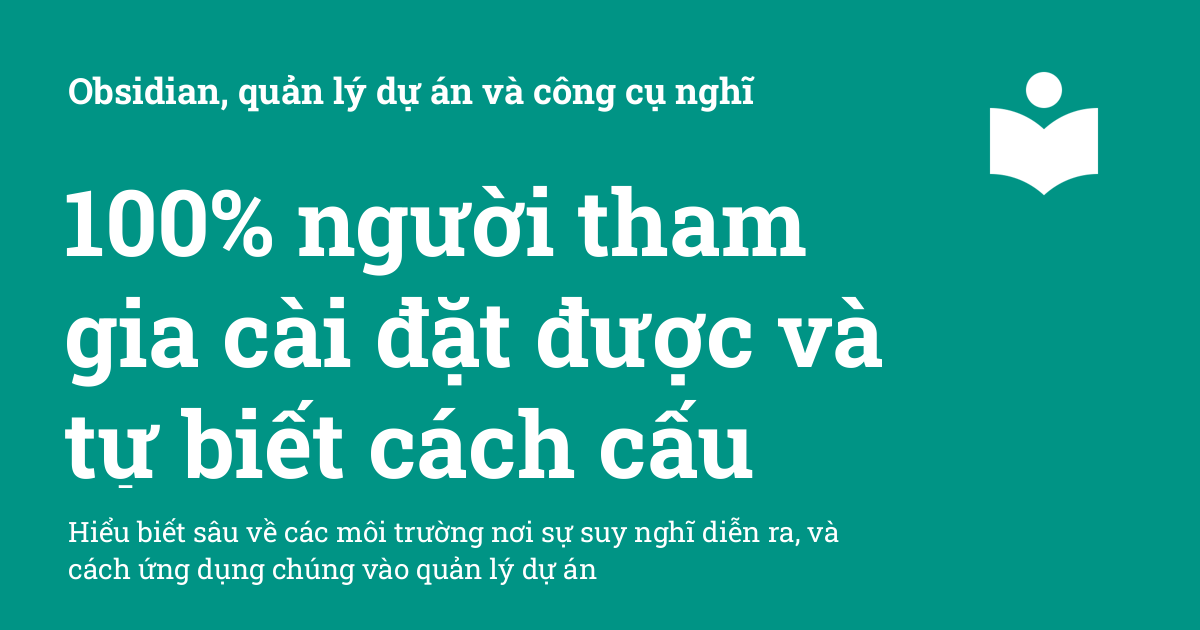 Obsidian, quản lý dự án và công cụ nghĩ
100% người tham
gia cài đặt được và
tự biết cách cấu
Hiểu biết sâu về các môi trường nơi sự suy nghĩ diễn ra, và
cách ứng dụng chúng vào quản lý dự án